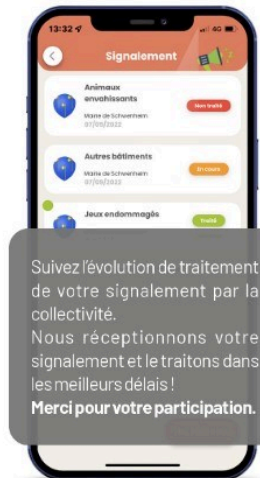 13:32
4G
Signalement
Animaux
envahissants
Mairie de Schwenheim
07/09/2022
Non traité
Autres bâtiments
Mairie de Schwenheim
07/09/2022
En cours
Jeux endommagés
Traité
Suivez l'évolution de traitement
de votre signalement par la
collectivité.
Nous réceptionnons votre
signalement et le traitons dans
les meilleurs délais !
Merci pour votre participation.